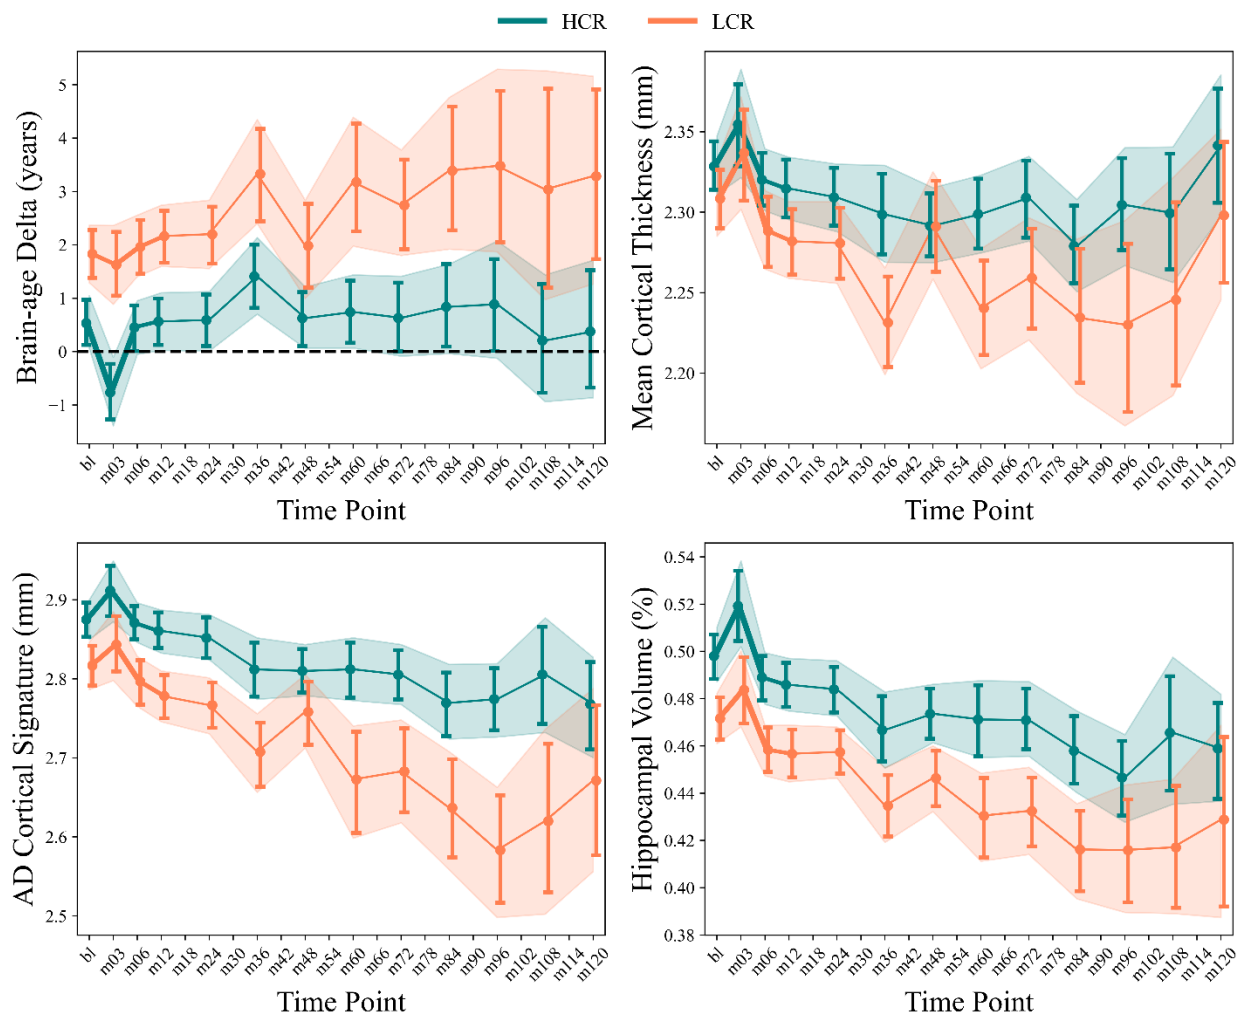 HCR LCR
Brain-age Delta (years)
5
4
3
2
1
0
−1
bl m03 m06 m12 m18 m24 m30 m36 m42 m48 m54 m60 m66 m72 m78 m84 m90 m96 m102 m108 m114 m120
Time Point
Mean Cortical Thickness (mm)
2.35
2.30
2.25
2.20
bl m03 m06 m12 m18 m24 m30 m36 m42 m48 m54 m60 m66 m72 m78 m84 m90 m96 m102 m108 m114 m120
Time Point
AD Cortical Signature (mm)
2.9
2.8
2.7
2.6
2.5
bl m03 m06 m12 m18 m24 m30 m36 m42 m48 m54 m60 m66 m72 m78 m84 m90 m96 m102 m108 m114 m120
Time Point
Hippocampal Volume (%)
0.54
0.52
0.50
0.48
0.46
0.44
0.42
0.40
0.38
bl m03 m06 m12 m18 m24 m30 m36 m42 m48 m54 m60 m66 m72 m78 m84 m90 m96 m102 m108 m114 m120
Time Point